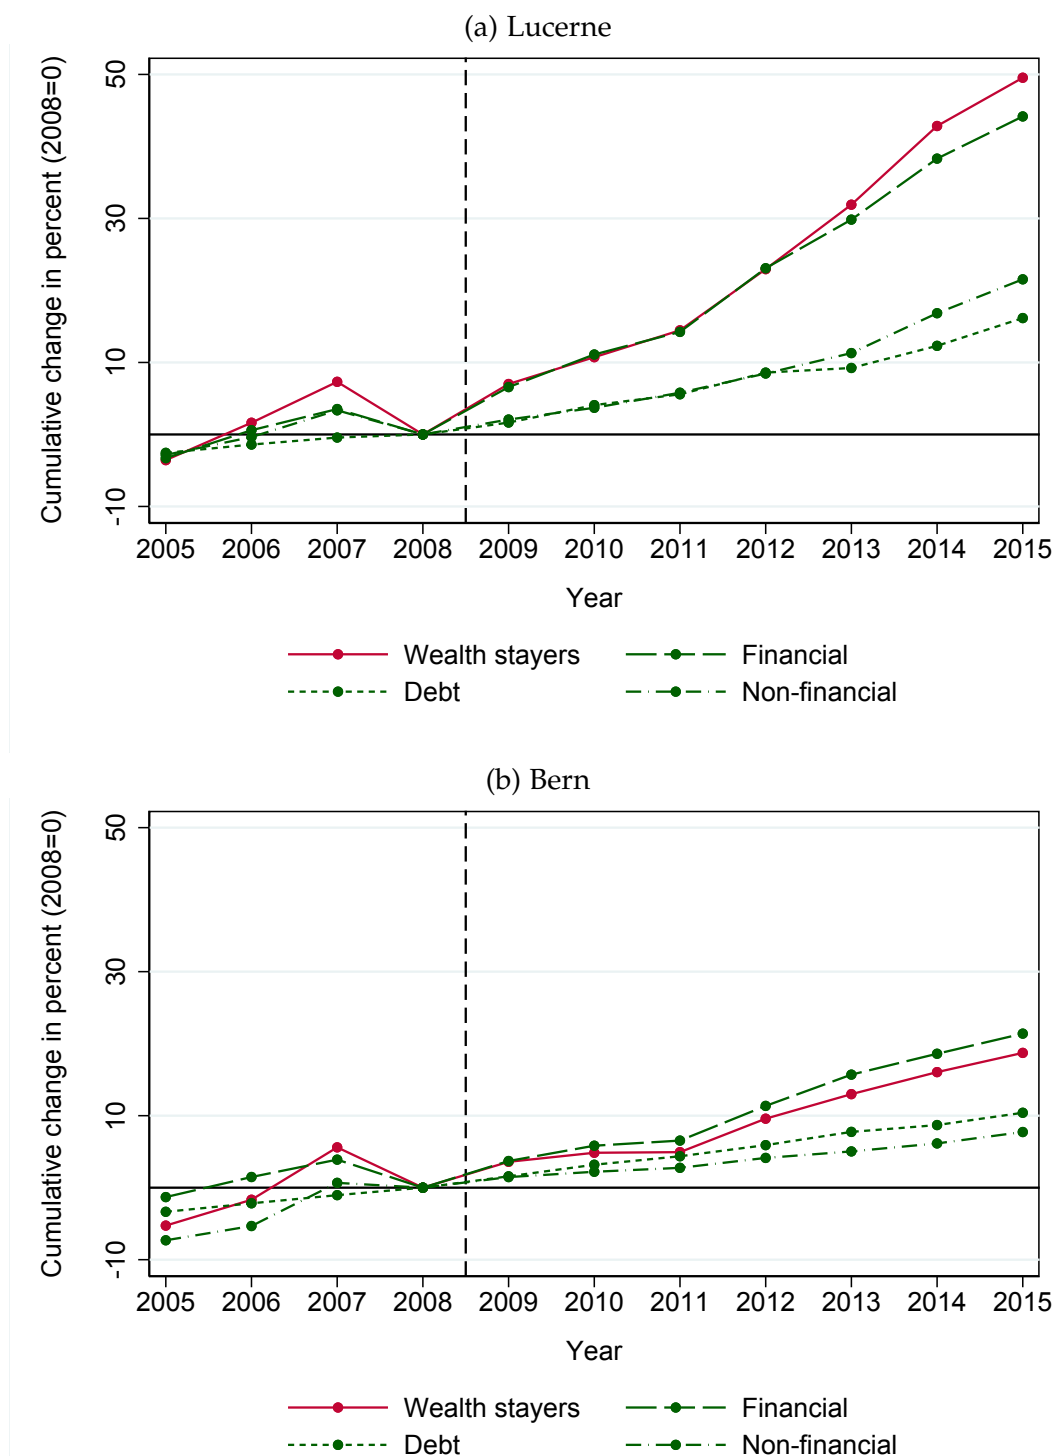 (a) Lucerne
Cumulative change in percent (2008=0)
50
30
10
-10
2005 2006 2007 2008 2009 2010 2011 2012 2013 2014 2015
Year
Wealth stayers Financial
Debt Non-financial
(b) Bern
Cumulative change in percent (2008=0)
50
30
10
-10
2005 2006 2007 2008 2009 2010 2011 2012 2013 2014 2015
Year
Wealth stayers Financial
Debt Non-financial